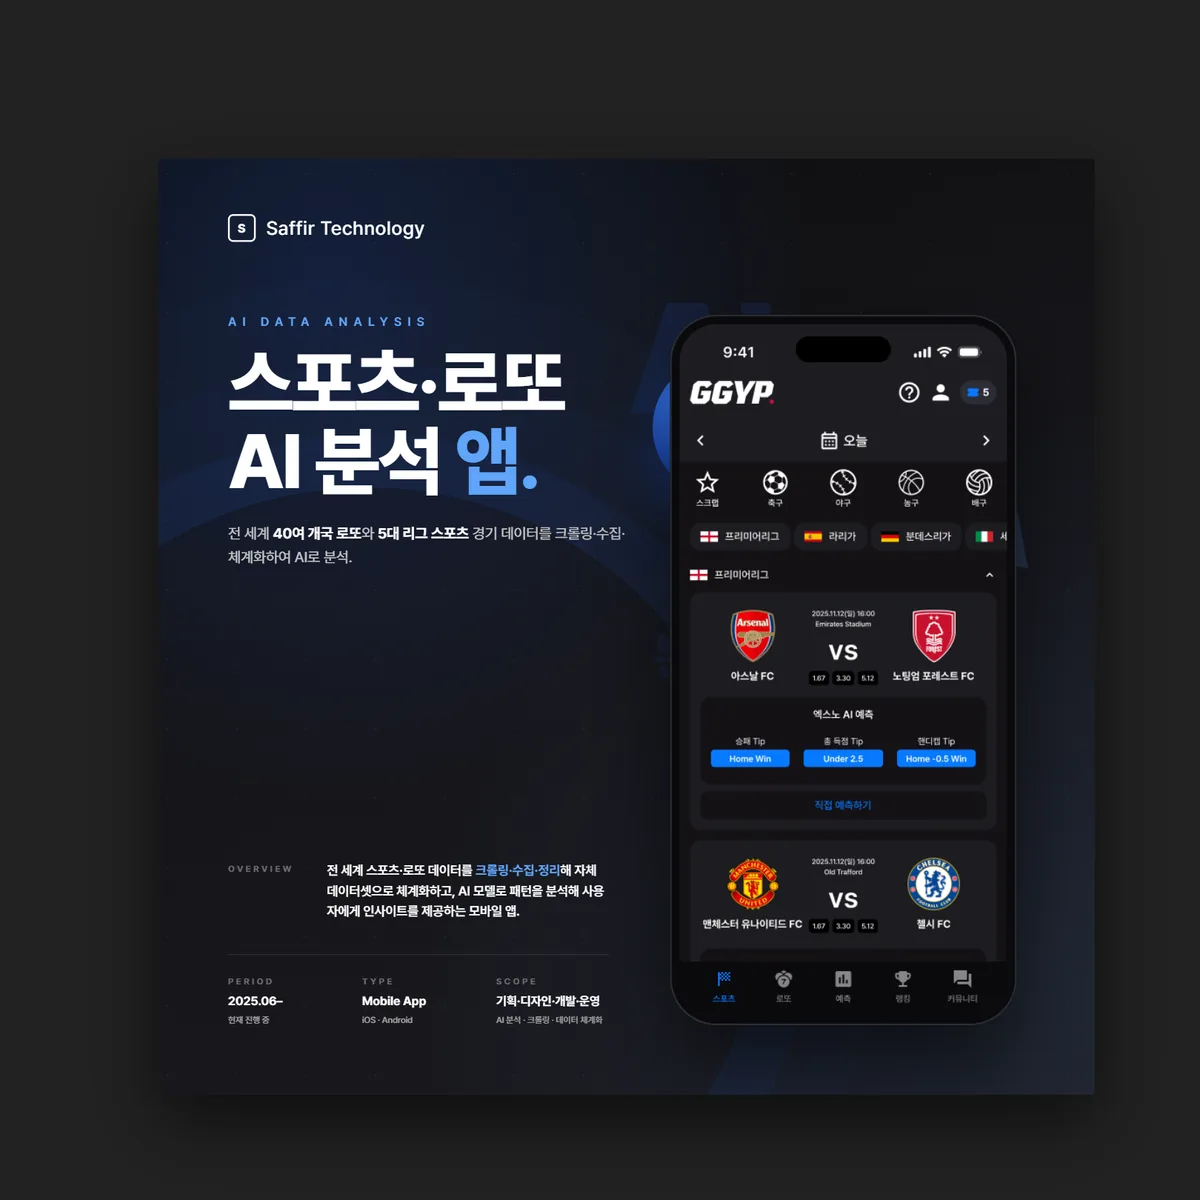 S Saffir Technology
AI DATA ANALYSIS
스포츠·로또
AI 분석 앱.
전 세계 40여 개국 로또와 5대 리그 스포츠 경기 데이터를 크롤링·수집·
체계화하여 AI로 분석.
OVERVIEW
전 세계 스포츠·로또 데이터를 크롤링·수집·정리해 자체
데이터셋으로 체계화하고, AI 모델로 패턴을 분석해 사용
자에게 인사이트를 제공하는 모바일 앱.
PERIOD
2025.06–
현재 진행 중
TYPE
Mobile App
iOS · Android
SCOPE
기획·디자인·개발·운영
AI 분석 · 크롤링 · 데이터 체계화
9:41
GGYP.
5
오늘
스크랩 축구 야구 농구 배구
프리미어리그 라리가 분데스리가 세
프리미어리그
2025.11.12(일) 16:00
Emirates Stadium
Arsenal
VS
FOREST
아스날 FC 1.67 3.30 5.12 노팅엄 포레스트 FC
엑스노 AI 예측
승패 Tip 총 득점 Tip 핸디캡 Tip
Home Win Under 2.5 Home -0.5 Win
직접 예측하기
2025.11.12(일) 16:00
Old Trafford
MANCHESTER UNITED
VS
CHELSEA FOOTBALL CLUB
맨체스터 유나이티드 FC 1.67 3.30 5.12 첼시 FC
스포츠 로또 예측 랭킹 커뮤니티